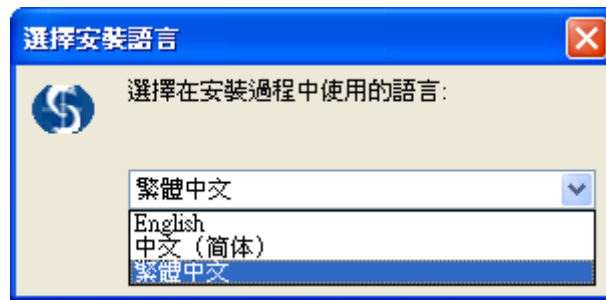 選擇安裝語言
選擇在安裝過程中使用的語言:
繁體中文
English
中文（简体）
繁體中文